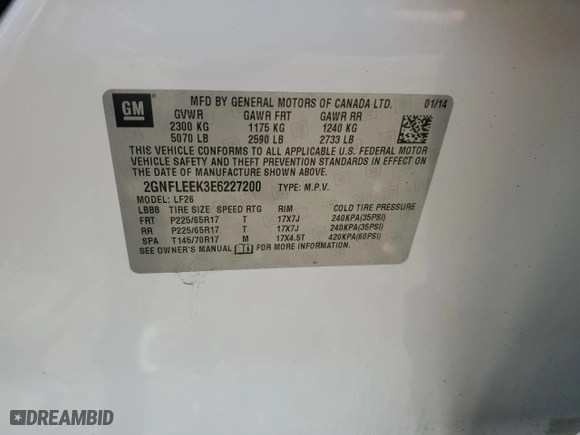 GM
MFD BY GENERAL MOTORS OF CANADA LTD. 01/14
GVWR GAWR FRT GAWR RR
2300 KG 1175 KG 1240 KG
5070 LB 2590 LB 2733 LB
THIS VEHICLE CONFORMS TO ALL APPLICABLE U.S. FEDERAL MOTOR
VEHICLE SAFETY AND THEFT PREVENTION STANDARDS IN EFFECT ON
THE DATE OF MANUFACTURE SHOWN ABOVE.
2GNFLEEK3E6227200 TYPE: M.P.V.
MODEL: LF26
LBBB TIRE SIZE SPEED RTG RIM COLD TIRE PRESSURE
FRT P225/65R17 T 17X7J 240KPA(35PSI)
RR P225/65R17 T 17X7J 240KPA(35PSI)
SPA T145/70R17 M 17X4.5T 420KPA(60PSI)
SEE OWNER'S MANUAL FOR MORE INFORMATION.
DREAMBID